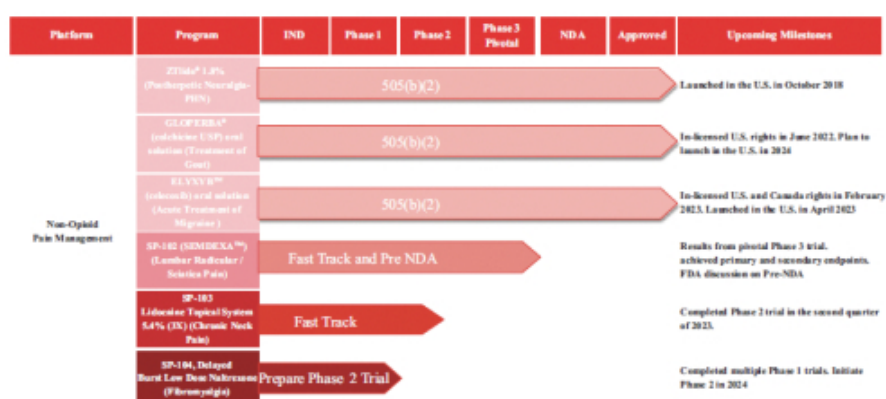 Platform
Program
IND
Phase 1
Phase 2
Phase 3
Pivotal
NDA
Approved
Upcoming Milestones
Non-Opioid
Pain Management
ZTlido® 1.8%
(Postherpetic Neuralgia-
PHN)
505(b)(2)
Launched in the U.S. in October 2018
GLOPERBA®
(colchicine USP) oral
solution (Treatment of
Gout)
505(b)(2)
In-licensed U.S. rights in June 2022. Plan to
launch in the U.S. in 2024
ELYXYB™
(celecoxib) oral solution
(Acute Treatment of
Migraine)
505(b)(2)
In-licensed U.S. and Canada rights in February
2023. Launched in the U.S. in April 2023
SP-102 (SEMDEXA™)
(Lumbar Radicular /
Sciatica Pain)
Fast Track and Pre NDA
Results from pivotal Phase 3 trial.
achieved primary and secondary endpoints.
FDA discussion on Pre-NDA
SP-103
Lidocaine Topical System
5.4% (3X) (Chronic Neck
Pain)
Fast Track
Completed Phase 2 trial in the second quarter
of 2023.
SP-104, Delayed
Burst Low Dose Naltrexone
(Fibromyalgia)
Prepare Phase 2 Trial
Completed multiple Phase 1 trials. Initiate
Phase 2 in 2024